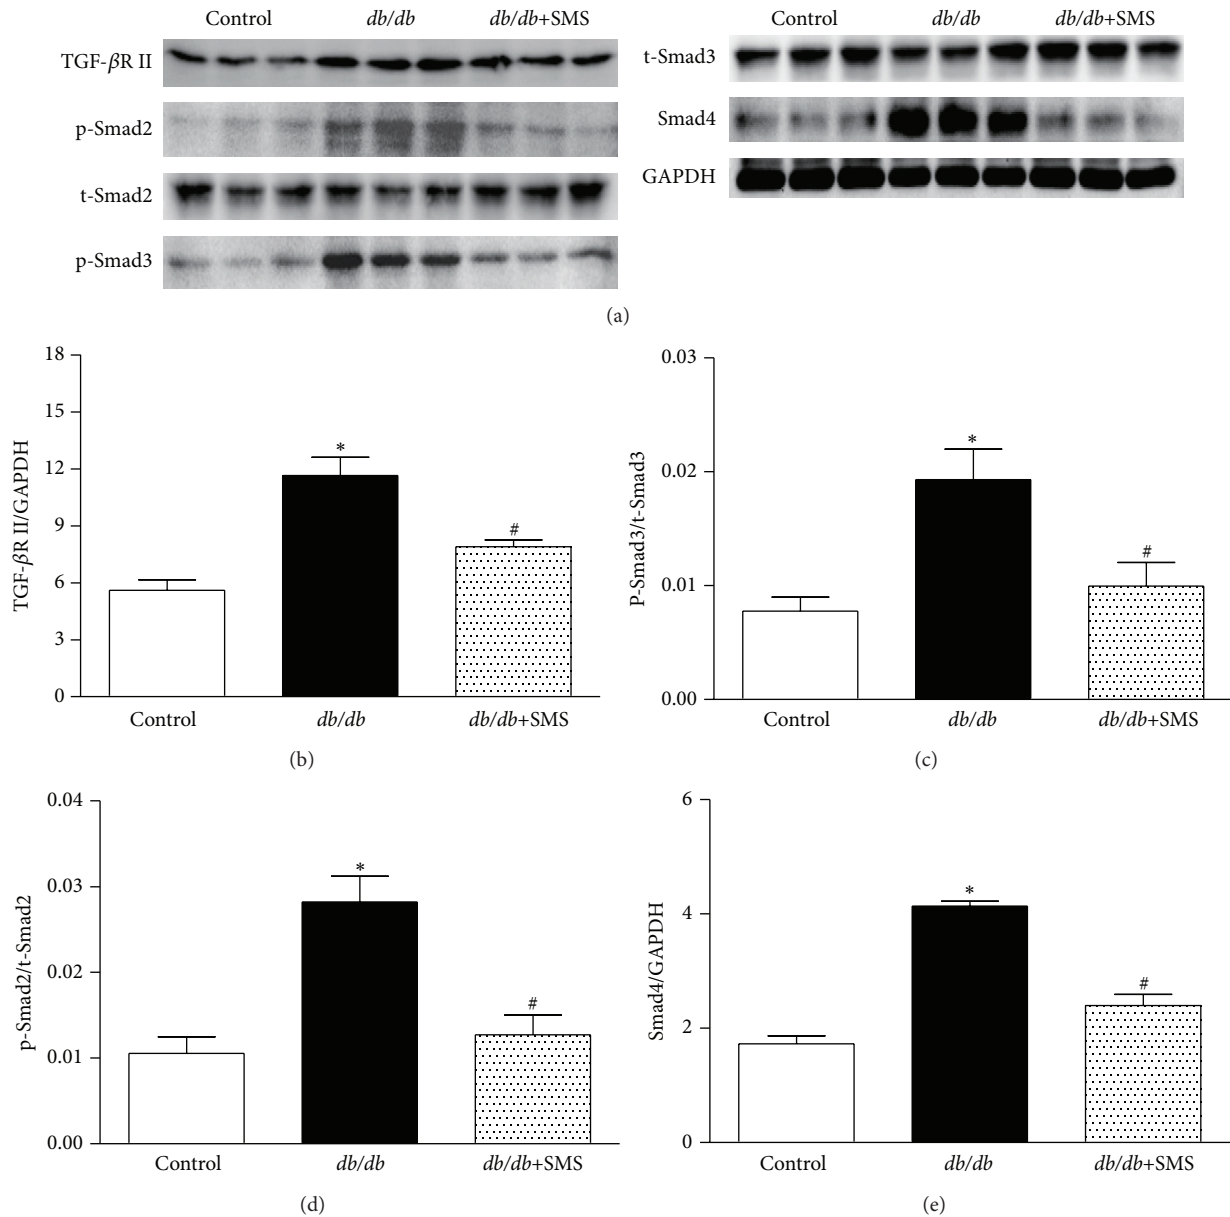 Control db/db db/db+SMS
TGF-βR II
p-Smad2
t-Smad2
p-Smad3
Control db/db db/db+SMS
t-Smad3
Smad4
GAPDH
(a)
TGF-βR II/GAPDH
18
15
12
9
6
3
0
*
#
Control db/db db/db+SMS
(b)
P-Smad3/t-Smad3
0.03
0.02
0.01
0.00
*
#
Control db/db db/db+SMS
(c)
p-Smad2/t-Smad2
0.04
0.03
0.02
0.01
0.00
*
#
Control db/db db/db+SMS
(d)
Smad4/GAPDH
6
4
2
0
*
#
Control db/db db/db+SMS
(e)